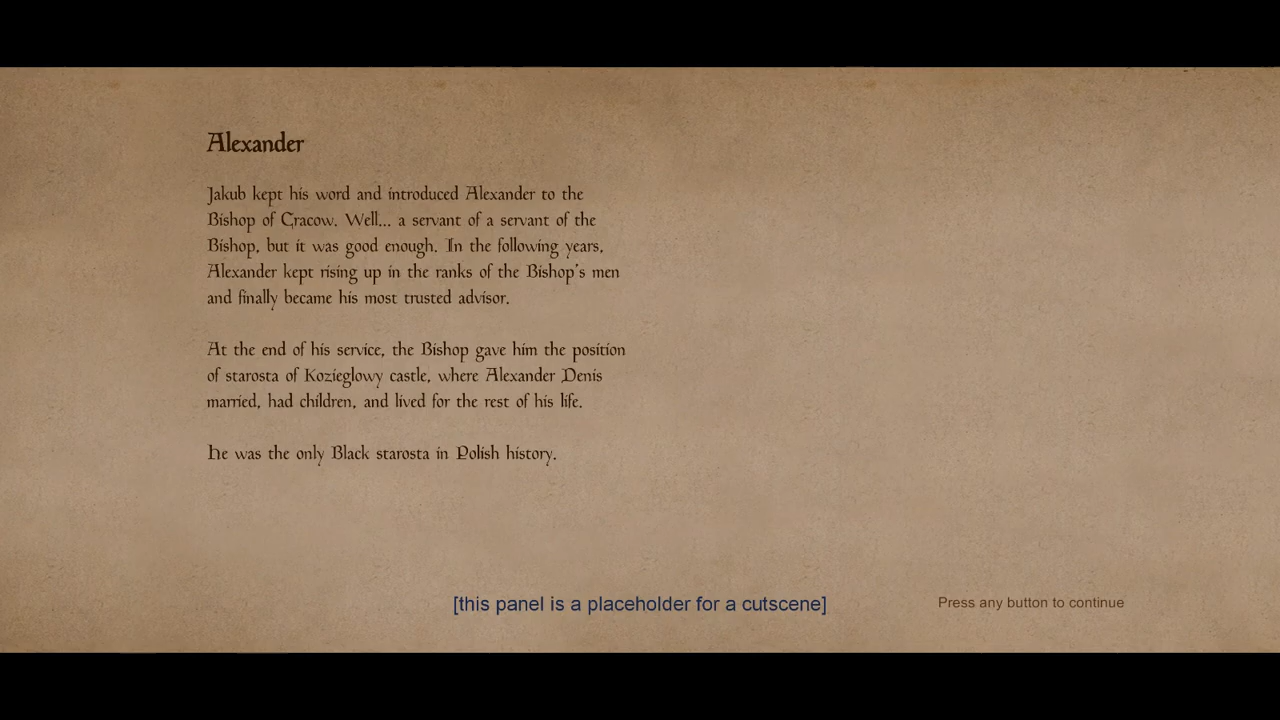 Alexander
Jakub kept his word and introduced Alexander to the
Bishop of Cracow. Well... a servant of a servant of the
Bishop, but it was good enough. In the following years,
Alexander kept rising up in the ranks of the Bishop's men
and finally became his most trusted advisor.
At the end of his service, the Bishop gave him the position
of starosta of Kozieglowy castle, where Alexander Denis
married, had children, and lived for the rest of his life.
He was the only Black starosta in Polish history.
[this panel is a placeholder for a cutscene]
Press any button to continue